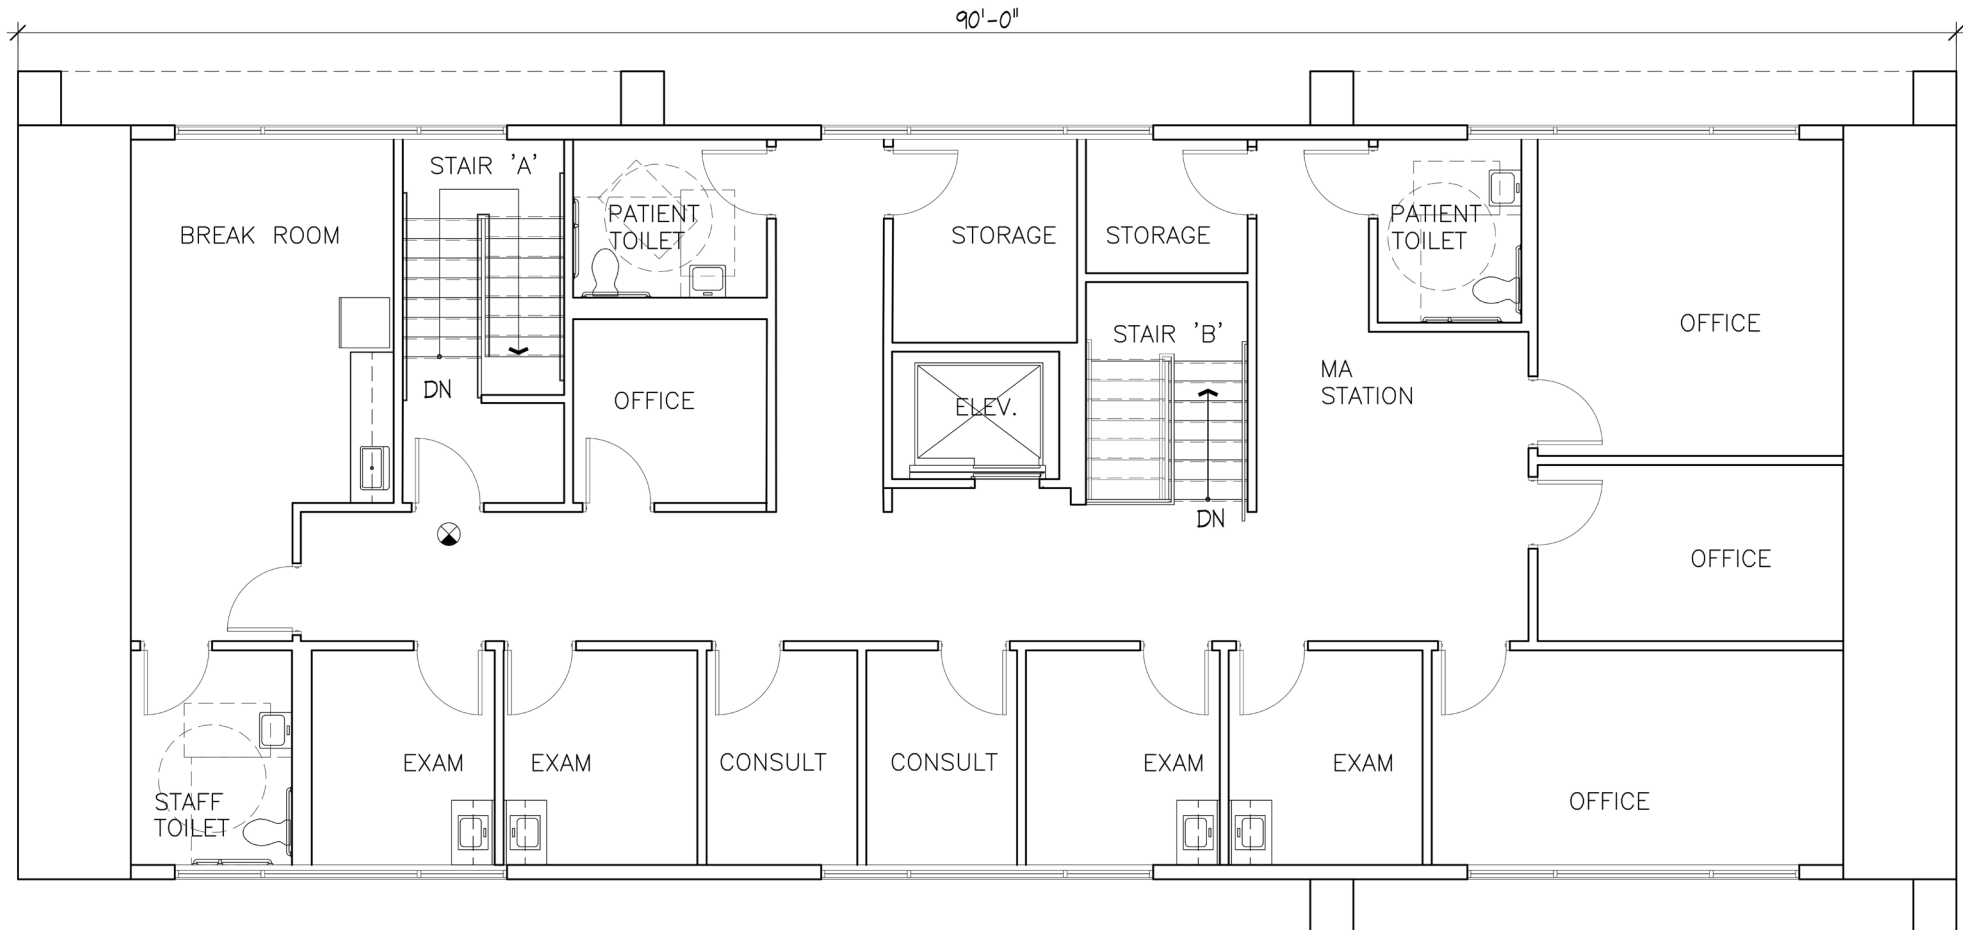 90'-0"
STAIR 'A'
BREAK ROOM
PATIENT
TOILET
STORAGE
STORAGE
PATIENT
TOILET
OFFICE
STAIR 'B'
MA
STATION
DN
OFFICE
ELEV.
DN
OFFICE
EXAM
EXAM
CONSULT
CONSULT
EXAM
EXAM
STAFF
TOILET
OFFICE